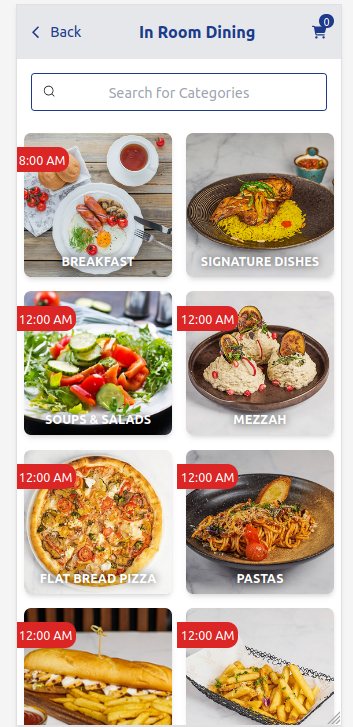 Back
In Room Dining
0
Search for Categories
8:00 AM
BREAKFAST
SIGNATURE DISHES
12:00 AM
12:00 AM
SOUPS & SALADS
MEZZAH
12:00 AM
12:00 AM
FLAT BREAD PIZZA
PASTAS
12:00 AM
12:00 AM